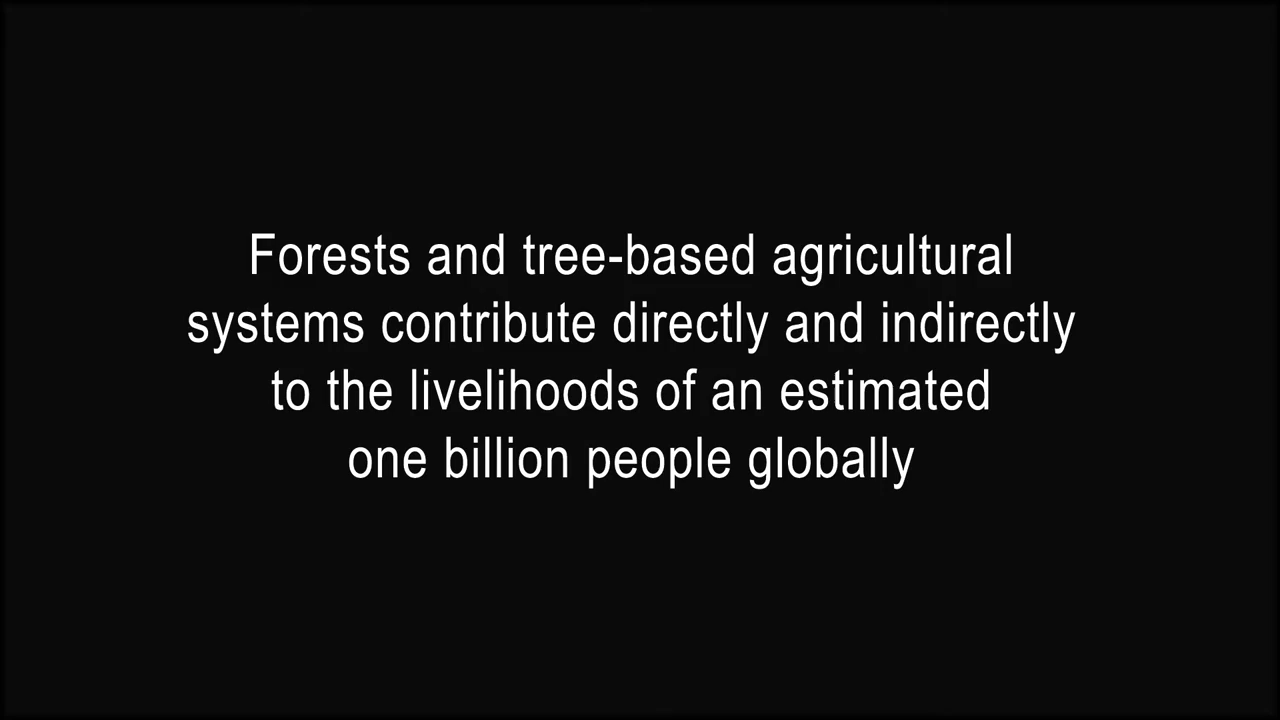 Forests and tree-based agricultural
systems contribute directly and indirectly
to the livelihoods of an estimated
one billion people globally